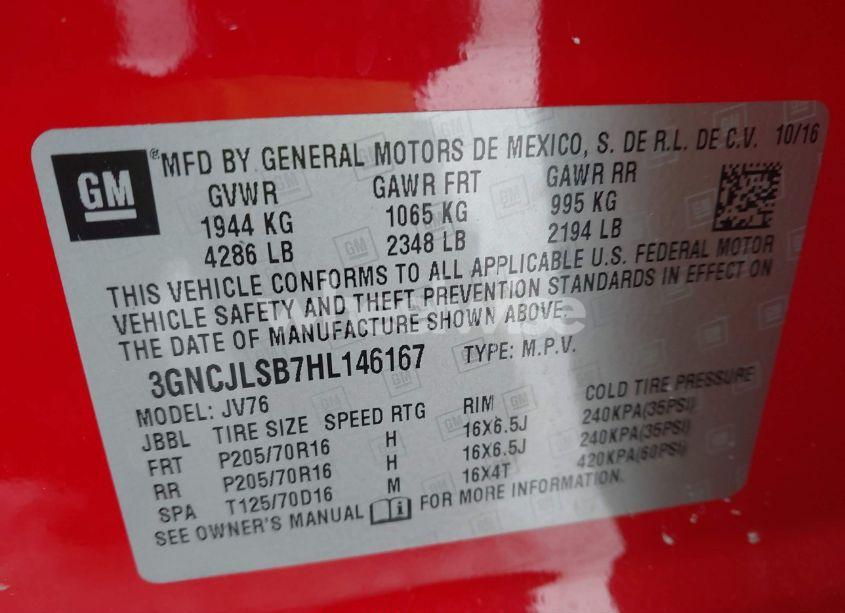 GM
®MFD BY GENERAL MOTORS DE MEXICO, S. DE R.L. DE C.V. 10/16
GVWR GAWR FRT GAWR RR
1944 KG 1065 KG 995 KG
4286 LB 2348 LB 2194 LB
THIS VEHICLE CONFORMS TO ALL APPLICABLE U.S. FEDERAL MOTOR
VEHICLE SAFETY AND THEFT PREVENTION STANDARDS IN EFFECT ON
THE DATE OF MANUFACTURE SHOWN ABOVE.
3GNCJLSB7HL146167 TYPE: M.P.V.
MODEL: JV76
JBBL TIRE SIZE SPEED RTG RIM COLD TIRE PRESSURE
FRT P205/70R16 H 16X6.5J 240KPA(35PSI)
RR P205/70R16 H 16X6.5J 240KPA(35PSI)
SPA T125/70D16 M 16X4T 420KPA(60PSI)
SEE OWNER'S MANUAL FOR MORE INFORMATION.